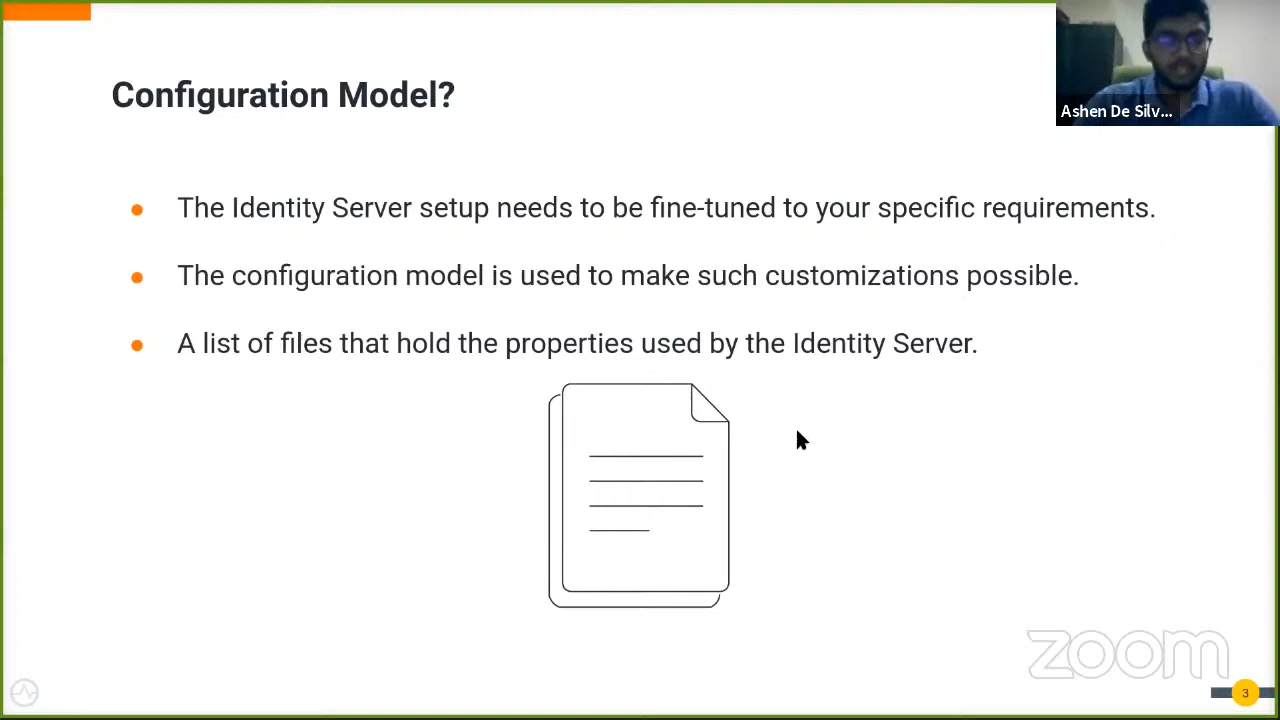 Configuration Model?
Ashen De Silv...
● The Identity Server setup needs to be fine-tuned to your specific requirements.
● The configuration model is used to make such customizations possible.
● A list of files that hold the properties used by the Identity Server.
zoom
3